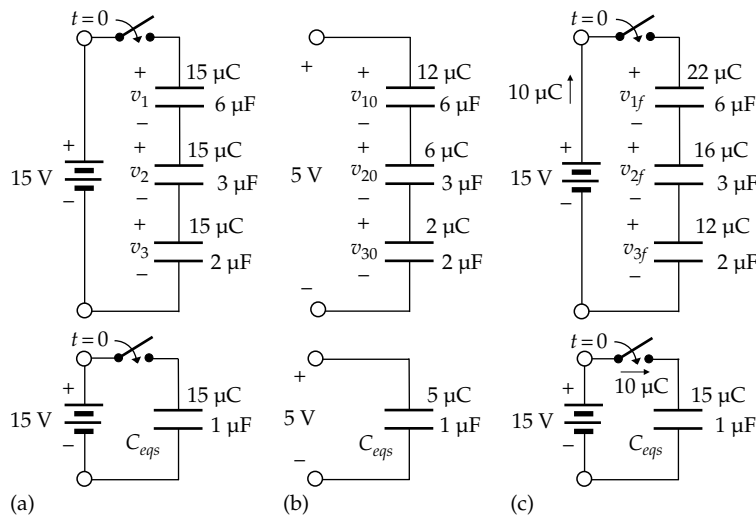 t=0
15 µC
+
v1
6 µF
−
+
15 V
−
+
15 µC
v2
3 µF
−
+
15 µC
v3
2 µF
−
t=0
+
15 V
−
15 µC
1 µF
Ceqs
(a)
+
5 V
−
+
12 µC
v10
6 µF
−
+
6 µC
v20
3 µF
−
+
2 µC
v30
2 µF
−
+
5 V
−
5 µC
1 µF
Ceqs
(b)
t=0
10 µC
+
22 µC
v1f
6 µF
−
+
15 V
−
+
16 µC
v2f
3 µF
−
+
12 µC
v3f
2 µF
−
t=0
10 µC
+
15 V
−
15 µC
1 µF
Ceqs
(c)